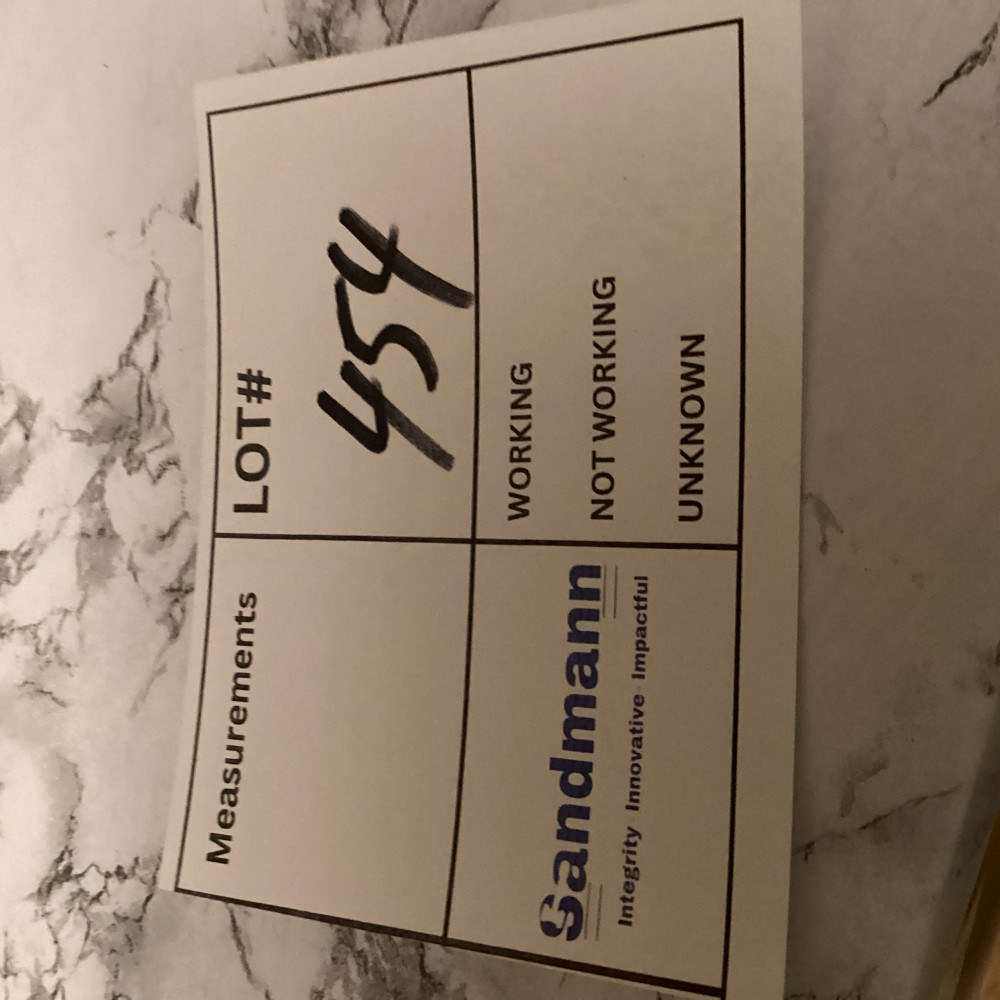 Measurements
LOT#
454
Sandmann
Integrity Innovative Impactful
WORKING
NOT WORKING
UNKNOWN